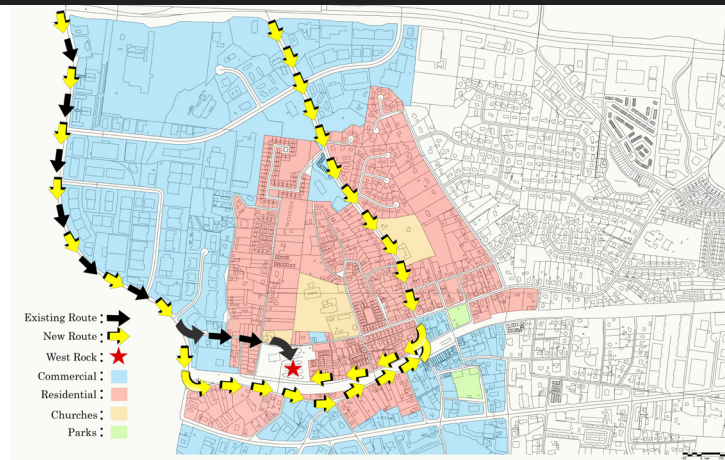 Existing Route :
New Route :
West Rock :
Commercial :
Residential :
Churches :
Parks :